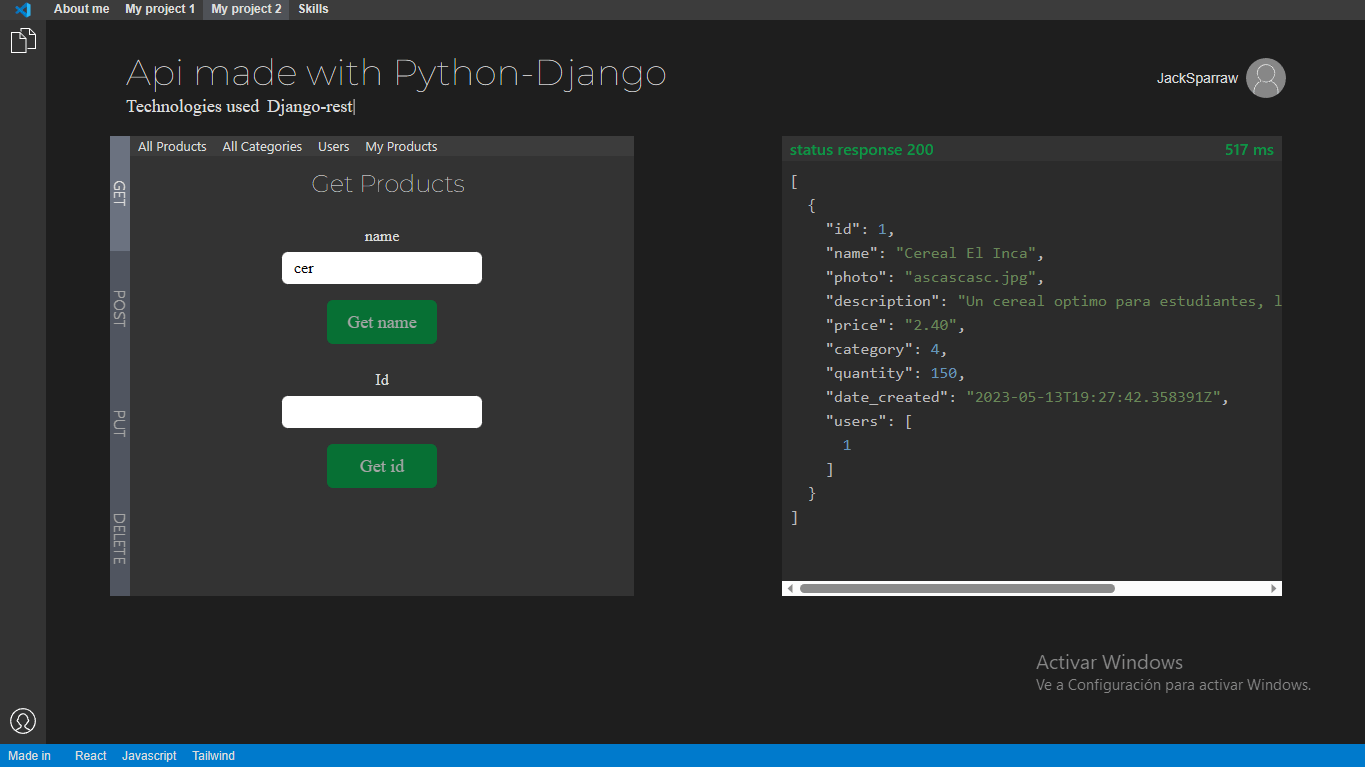 About me My project 1 My project 2 Skills
Api made with Python-Django
Technologies used Django-rest|
JackSparraw
All Products All Categories Users My Products
GET
POST
PUT
DELETE
Get Products
name
cer
Get name
Id
Get id
status response 200 517 ms
[
{
"id": 1,
"name": "Cereal El Inca",
"photo": "ascascasc.jpg",
"description": "Un cereal optimo para estudiantes, l
"price": "2.40",
"category": 4,
"quantity": 150,
"date_created": "2023-05-13T19:27:42.358391Z",
"users": [
1
]
}
]
Activar Windows
Ve a Configuración para activar Windows.
Made in React Javascript Tailwind